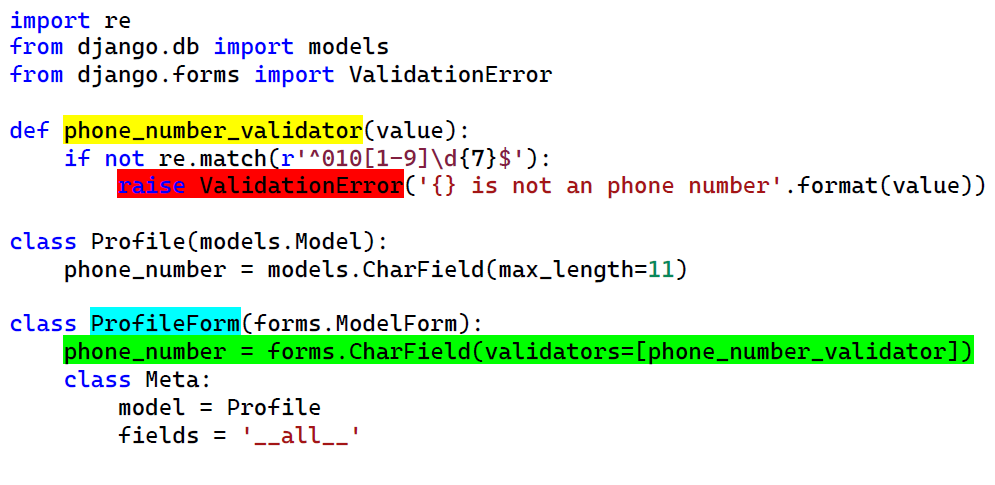 import re
from django.db import models
from django.forms import ValidationError
def phone_number_validator(value):
    if not re.match(r'^010[1-9]\d{7}$'):
        raise ValidationError('{} is not an phone number'.format(value))
class Profile(models.Model):
    phone_number = models.CharField(max_length=11)
class ProfileForm(forms.ModelForm):
    phone_number = forms.CharField(validators=[phone_number_validator])
    class Meta:
        model = Profile
        fields = '__all__'